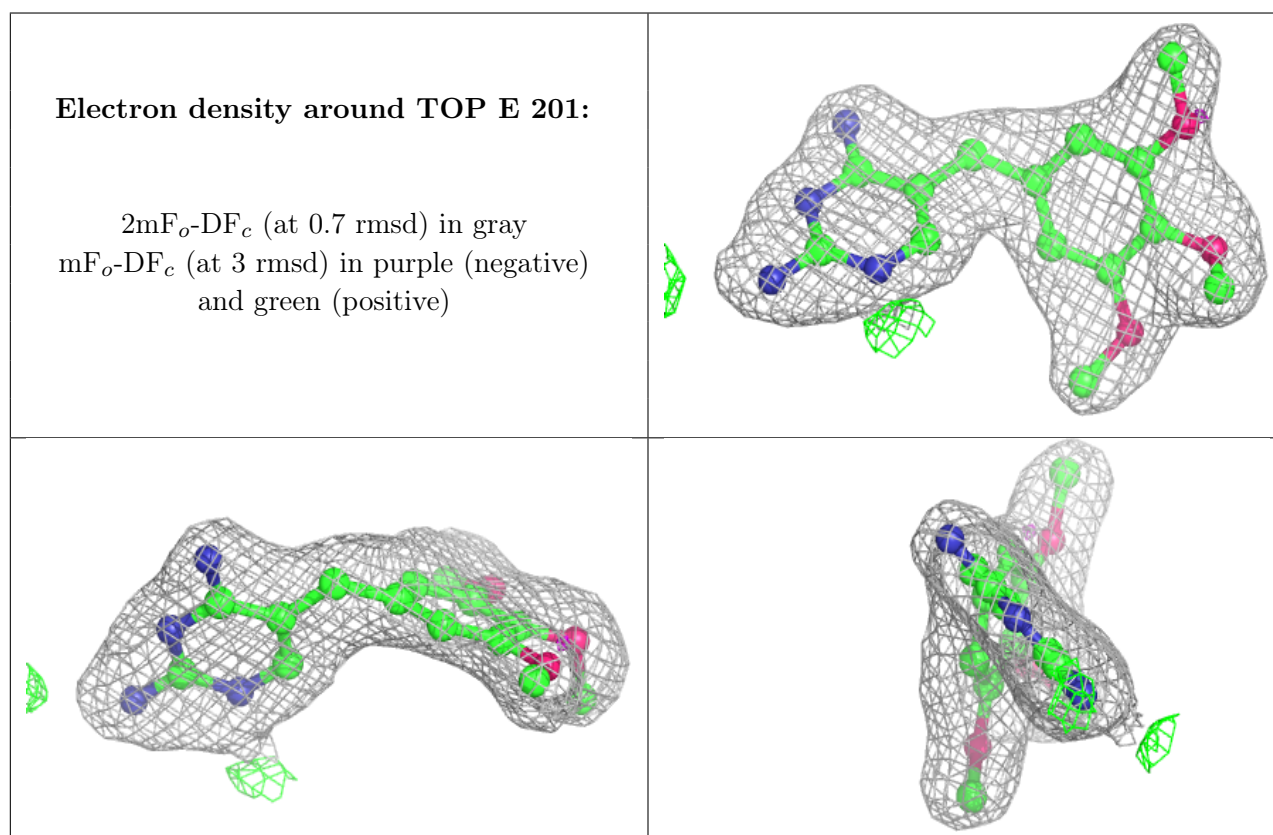 Electron density around TOP E 201:
2mFo-DFc (at 0.7 rmsd) in gray
mFo-DFc (at 3 rmsd) in purple (negative)
and green (positive)